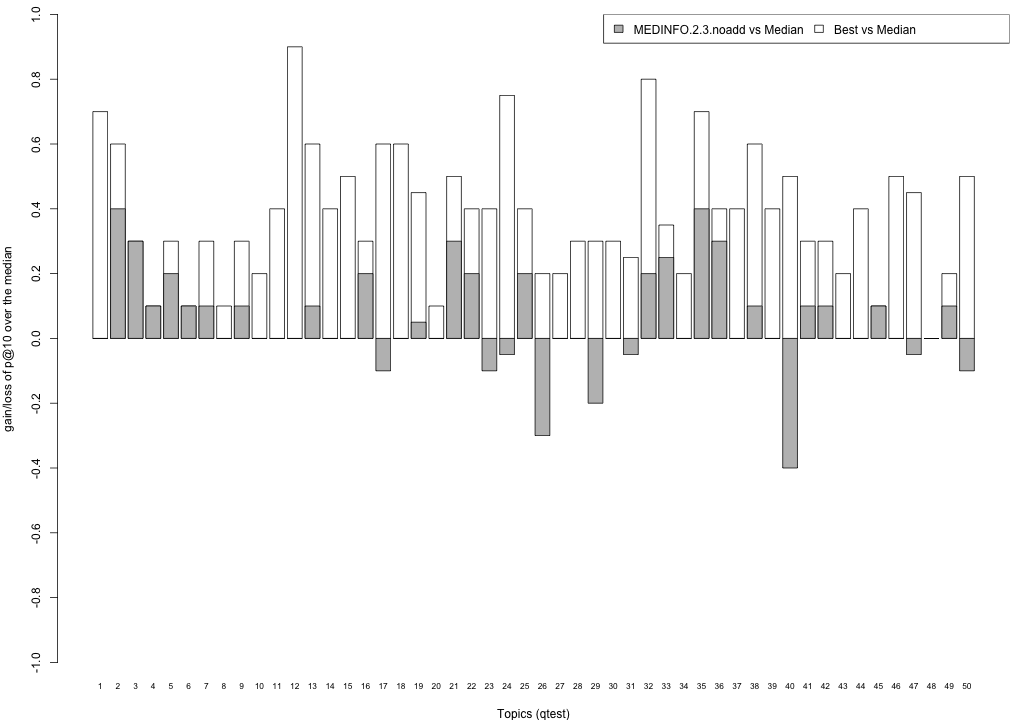 MEDINFO.2.3.noadd vs Median Best vs Median
gain/loss of p@10 over the median
1.0
0.8
0.6
0.4
0.2
0.0
-0.2
-0.4
-0.6
-0.8
-1.0
1 2 3 4 5 6 7 8 9 10 11 12 13 14 15 16 17 18 19 20 21 22 23 24 25 26 27 28 29 30 31 32 33 34 35 36 37 38 39 40 41 42 43 44 45 46 47 48 49 50
Topics (qtest)